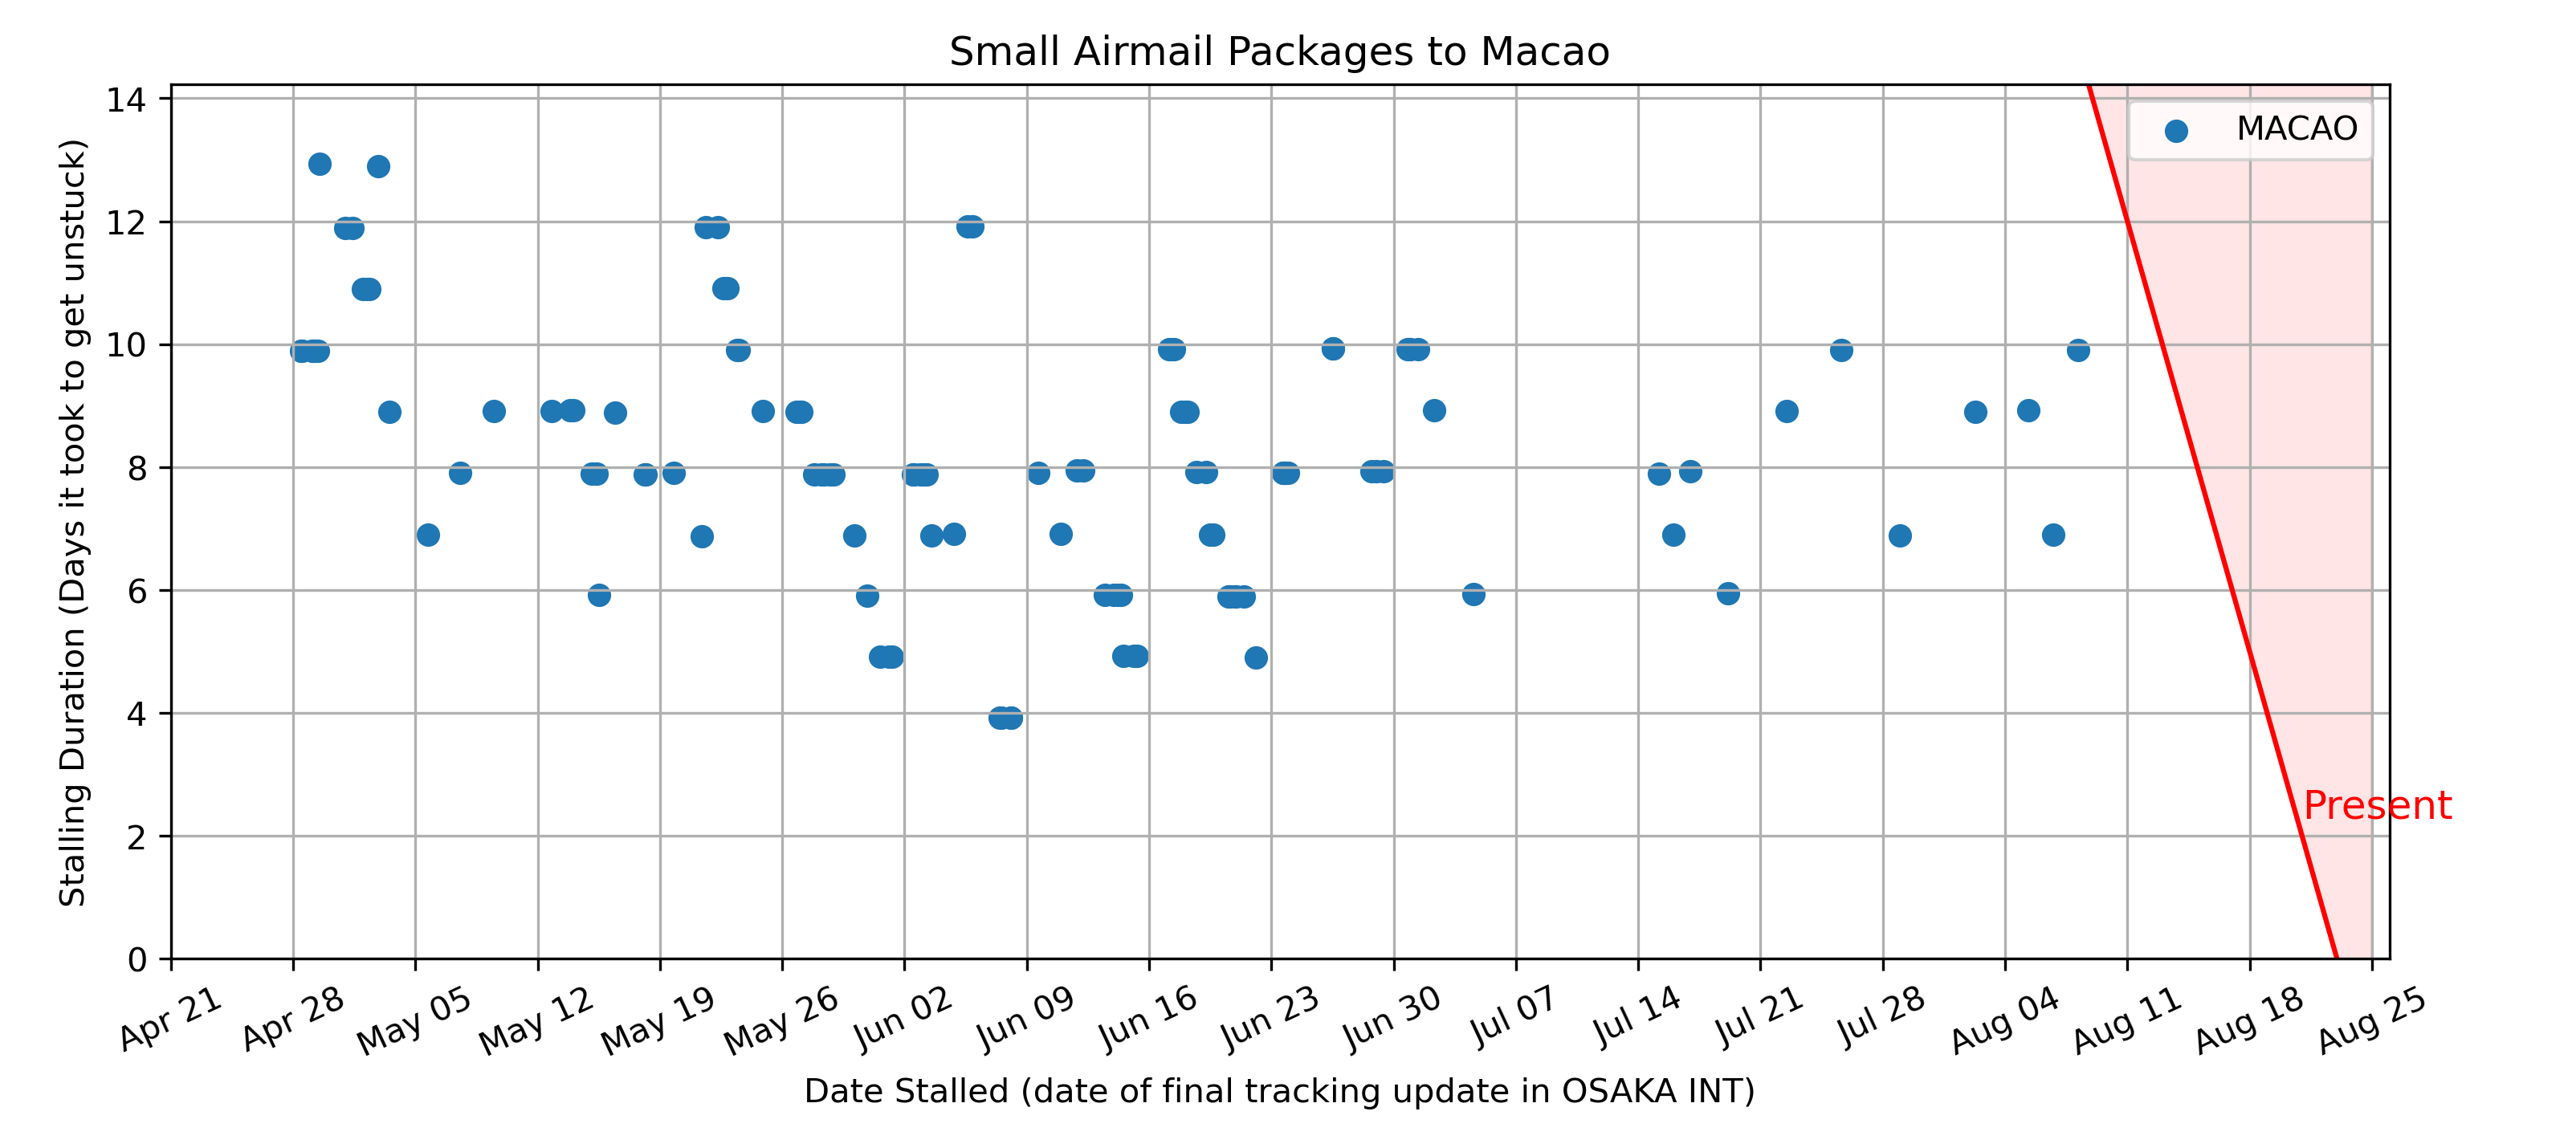 Small Airmail Packages to Macao
Stalling Duration (Days it took to get unstuck)
14
12
10
8
6
4
2
0
MACAO
Present
Apr 21
Apr 28
May 05
May 12
May 19
May 26
Jun 02
Jun 09
Jun 16
Jun 23
Jun 30
Jul 07
Jul 14
Jul 21
Jul 28
Aug 04
Aug 11
Aug 18
Aug 25
Date Stalled (date of final tracking update in OSAKA INT)